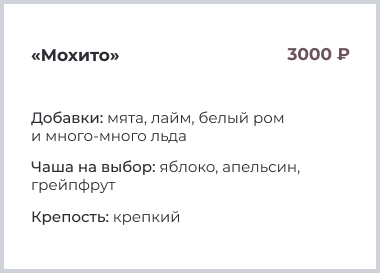 «Мохито» 3000 ₽
Добавки: мята, лайм, белый ром
и много-много льда
Чаша на выбор: яблоко, апельсин,
грейпфрут
Крепость: крепкий